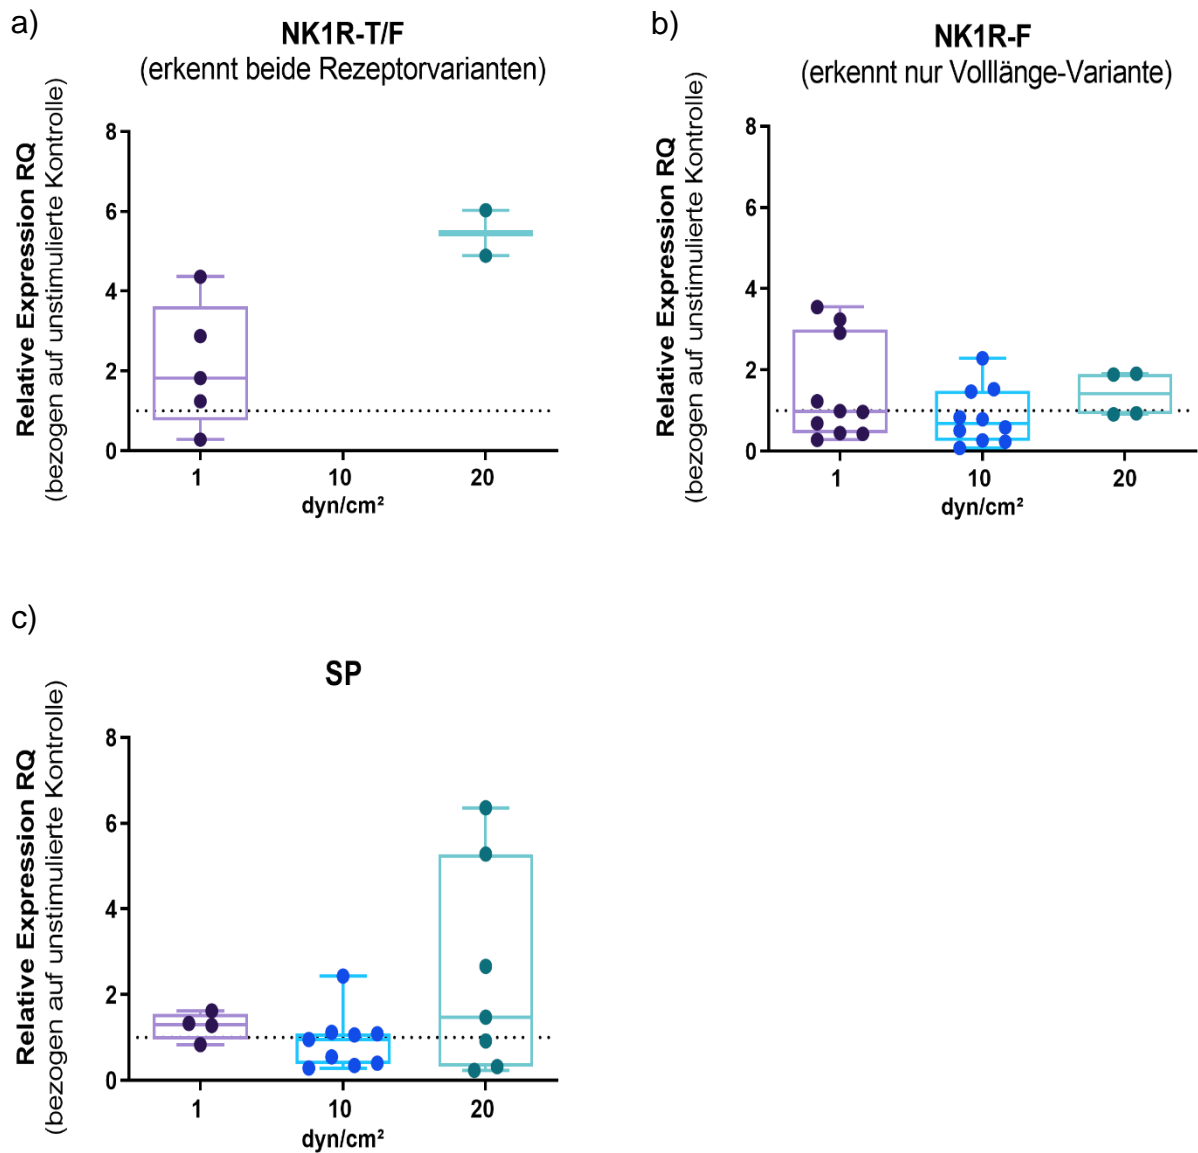 a)
NK1R-T/F
(erkennt beide Rezeptorvarianten)
Relative Expression RQ
(bezogen auf unstimulierte Kontrolle)
8
6
4
2
0
1
10
20
dyn/cm²
b)
NK1R-F
(erkennt nur Volllänge-Variante)
Relative Expression RQ
(bezogen auf unstimulierte Kontrolle)
8
6
4
2
0
1
10
20
dyn/cm²
c)
SP
Relative Expression RQ
(bezogen auf unstimulierte Kontrolle)
8
6
4
2
0
1
10
20
dyn/cm²